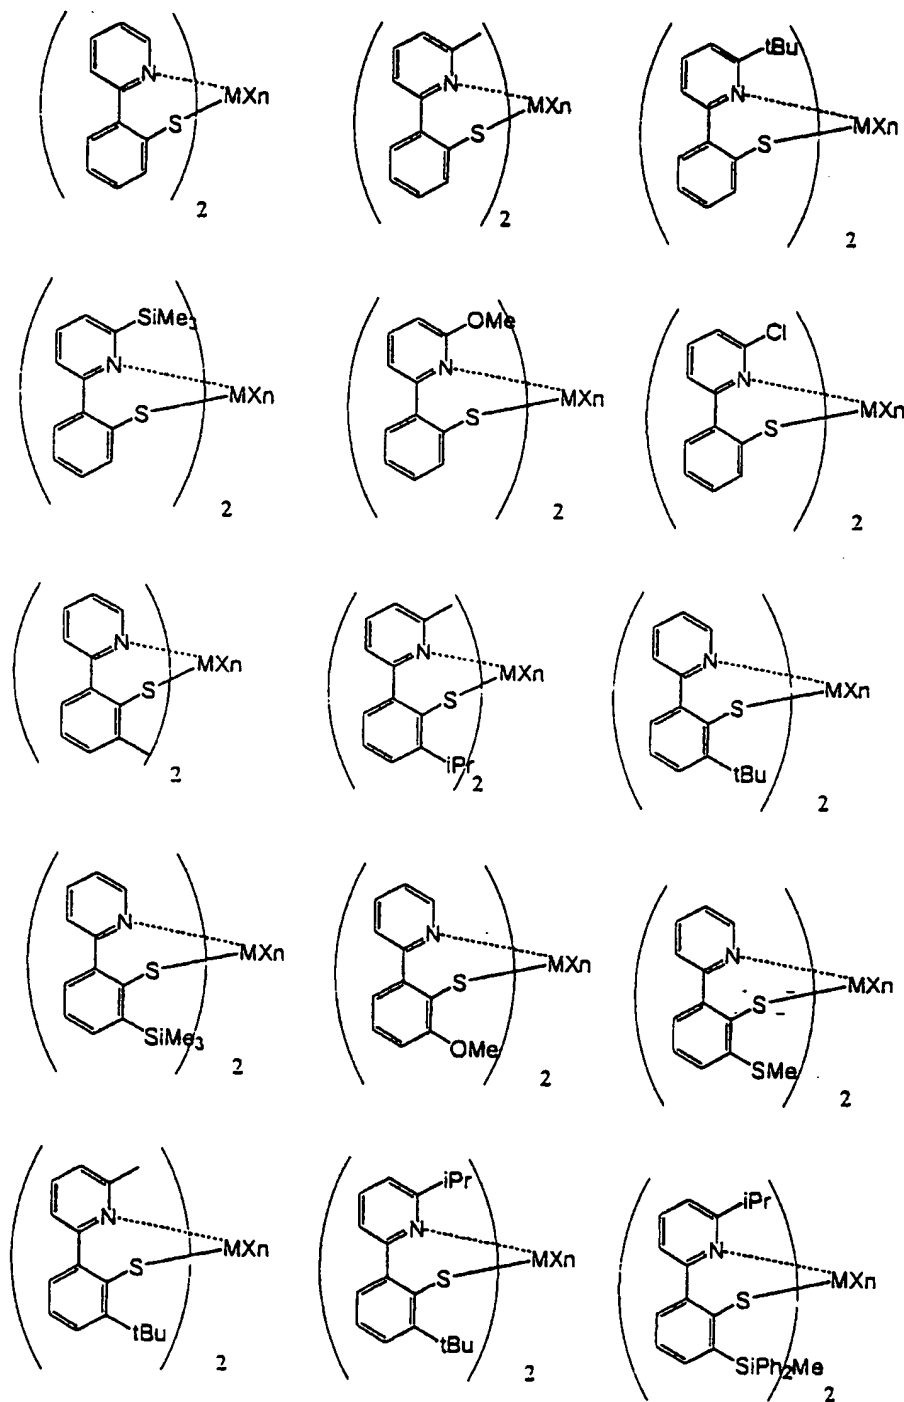 N MXn S 2
N MXn S 2
tBu N MXn S 2
SiMe3 N MXn S 2
OMe N MXn S 2
Cl N MXn S 2
N MXn S 2
N MXn S iPr 2
N MXn S tBu 2
N MXn S SiMe3 2
N MXn S OMe 2
N MXn S SMe 2
N MXn S tBu 2
iPr N MXn S tBu 2
iPr N MXn S SiPh2Me 2